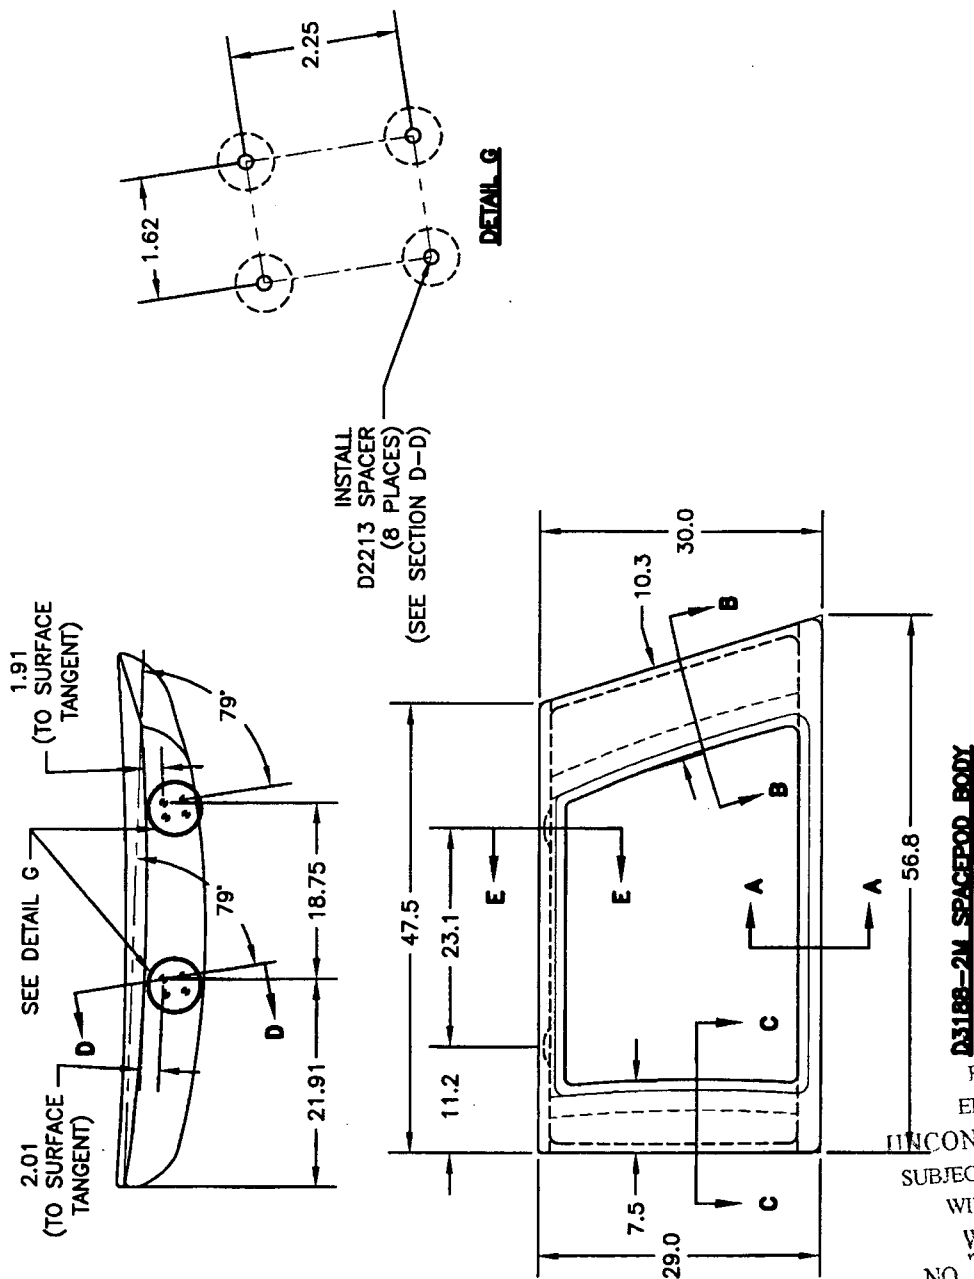 2.25
1.62
DETAIL G
INSTALL
D2213 SPACER
(8 PLACES)
(SEE SECTION D-D)
1.91
(TO SURFACE
TANGENT)
79°
SEE DETAIL G
79°
18.75
D
D
2.01
(TO SURFACE
TANGENT)
21.91
30.0
10.3
B
B
47.5
E
E
23.1
A
A
56.8
11.2
C
C
7.5
29.0
D3188-2M SPACEPOD BODY
UNCON
SUBJEC
NO